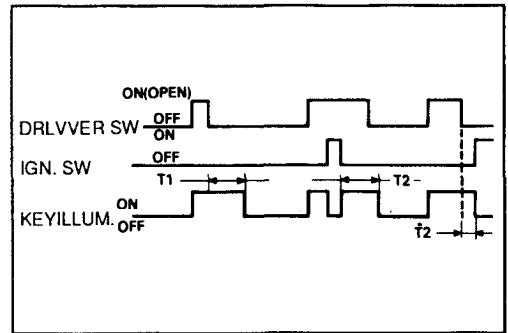 ON(OPEN)
DRLVVER SW OFF
ON
IGN. SW OFF
T1 T2
ON
KEYILLUM. OFF
T2